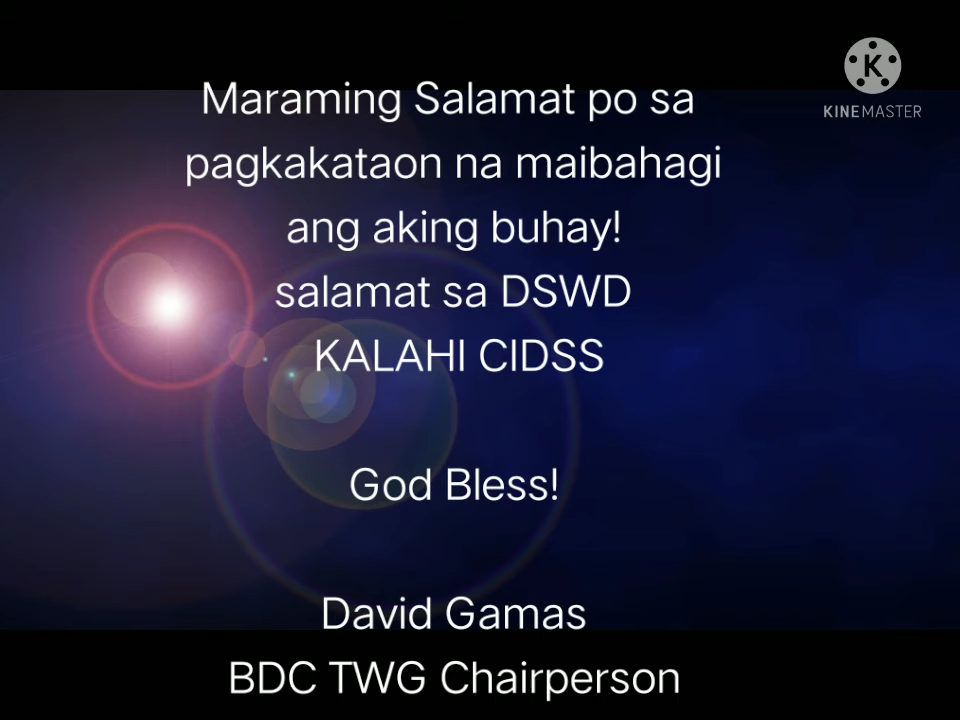 K
KINEMASTER
Maraming Salamat po sa
pagkakataon na maibahagi
ang aking buhay!
salamat sa DSWD
KALAHI CIDSS
God Bless!
David Gamas
BDC TWG Chairperson